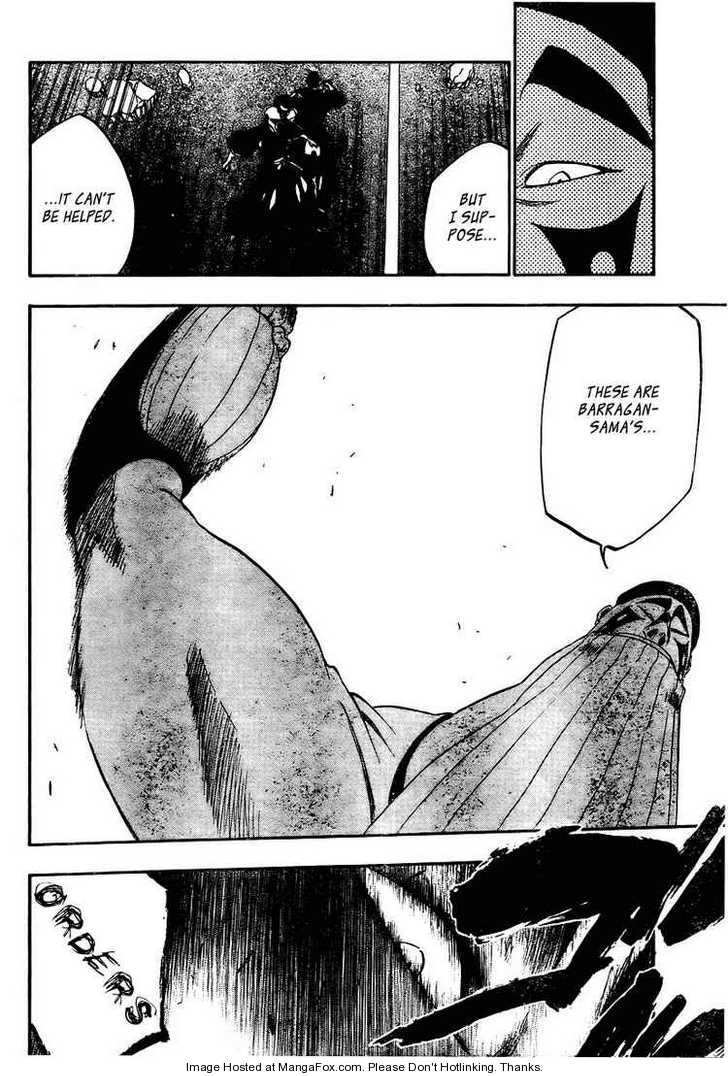 BUT
I SUP-
POSE...
...IT CAN'T
BE HELPED.
THESE ARE
BARRAGAN-
SAMA'S...
ORDERS
Image Hosted at MangaFox.com. Please Don't Hotlinking. Thanks.